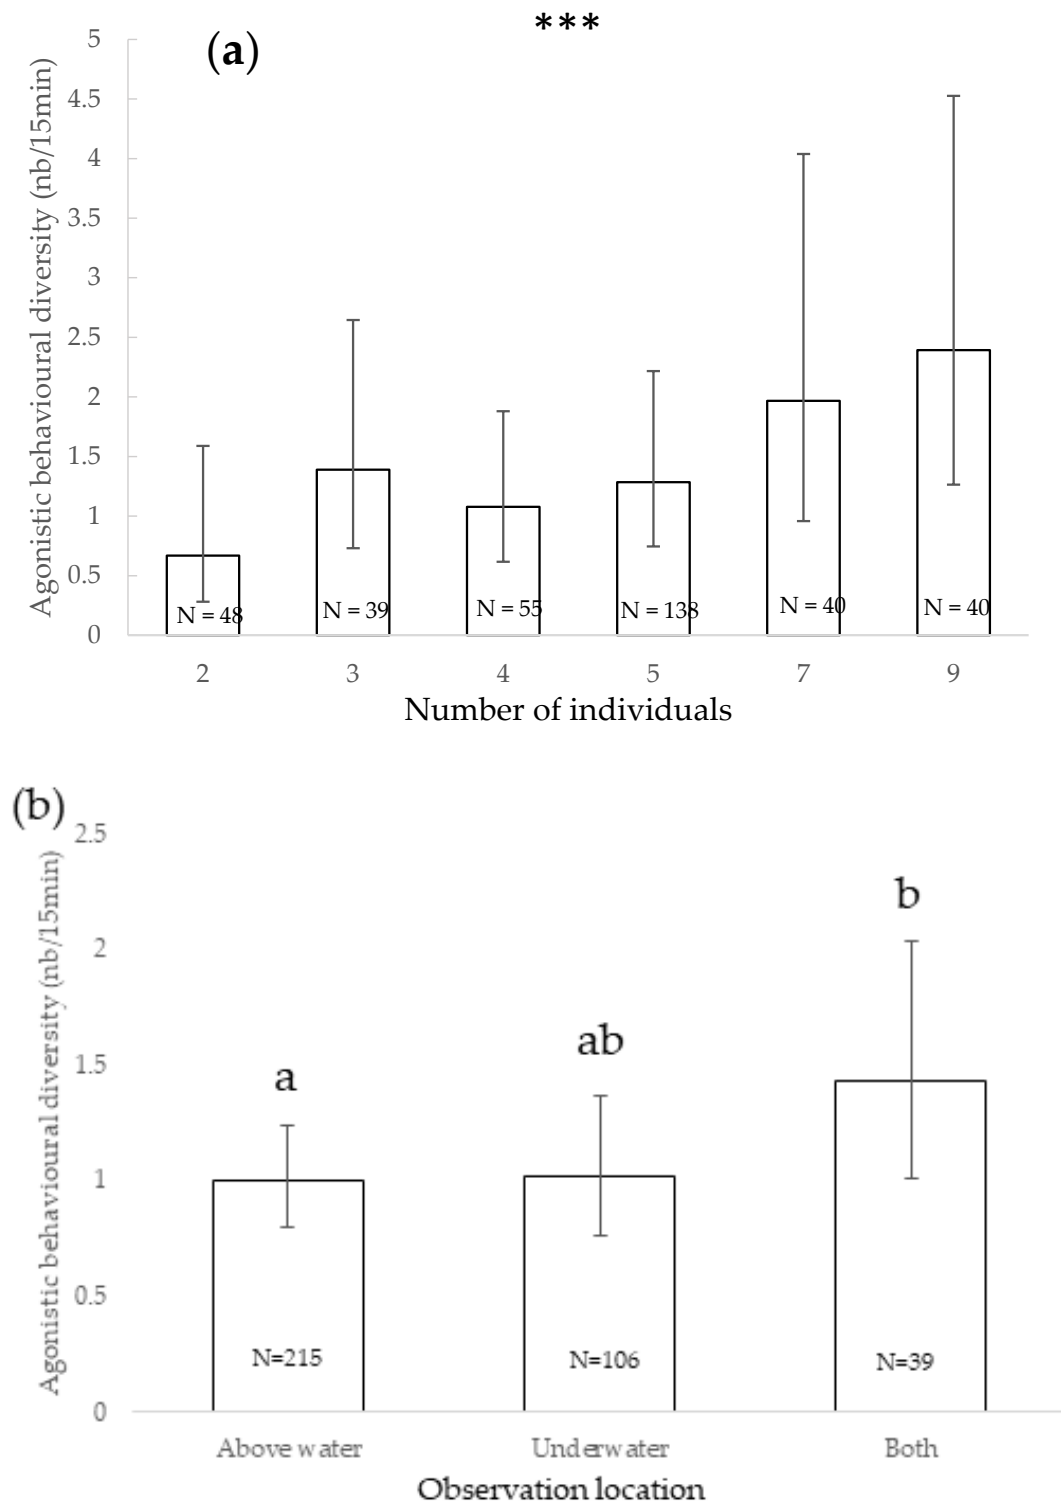 (a)
***
Agonistic behavioural diversity (nb/15min)
5
4.5
4
3.5
3
2.5
2
1.5
1
0.5
0
N = 48
N = 39
N = 55
N = 138
N = 40
N = 40
2
3
4
5
7
9
Number of individuals
(b)
Agonistic behavioural diversity (nb/15min)
2.5
2
1.5
1
0.5
0
a
ab
b
N=215
N=106
N=39
Above water
Underwater
Both
Observation location